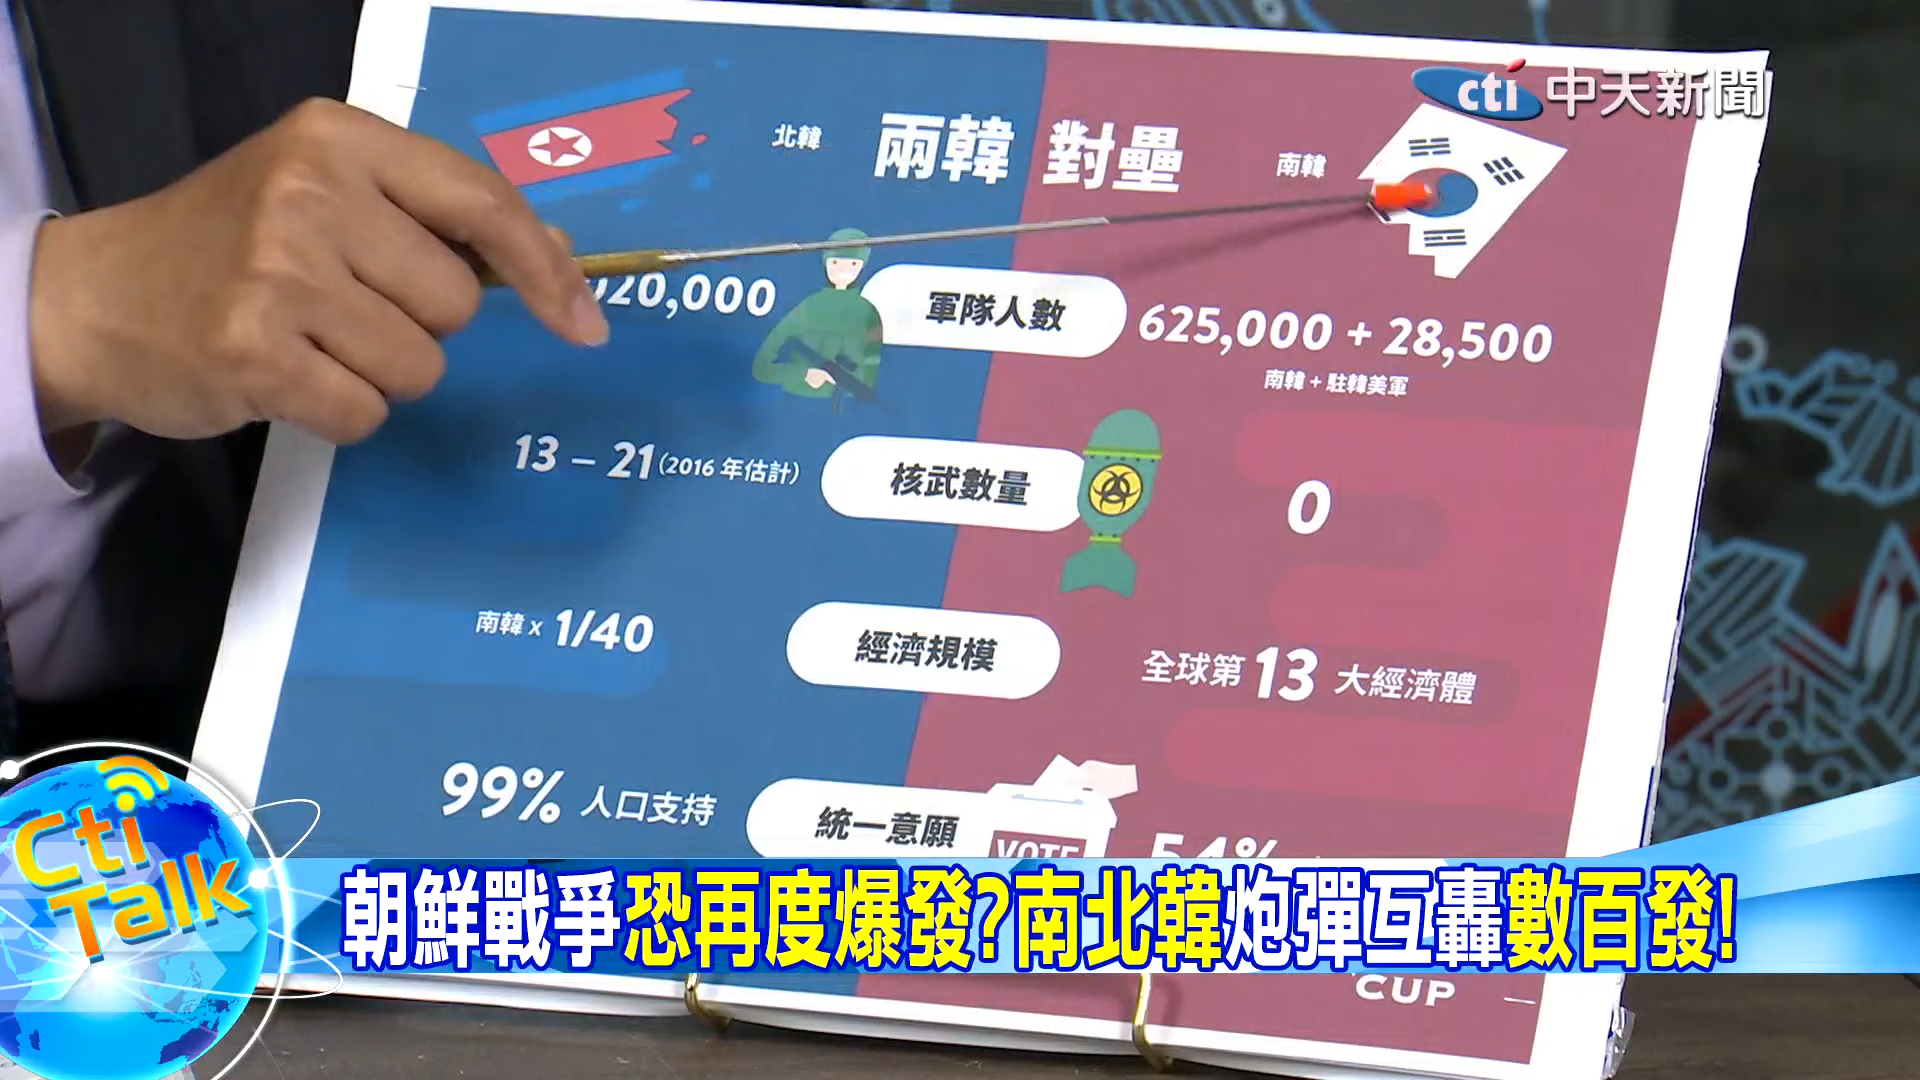 cti 中天新聞
北韓 兩韓 對壘 南韓
020,000 軍隊人數 625,000 + 28,500
南韓 + 駐韓美軍
13 – 21 (2016 年估計) 核武數量 0
南韓 x 1/40 經濟規模 全球第 13 大經濟體
99% 人口支持 統一意願 VOTE 54%
Cti Talk
朝鮮戰爭恐再度爆發?南北韓炮彈互轟數百發!
CUP